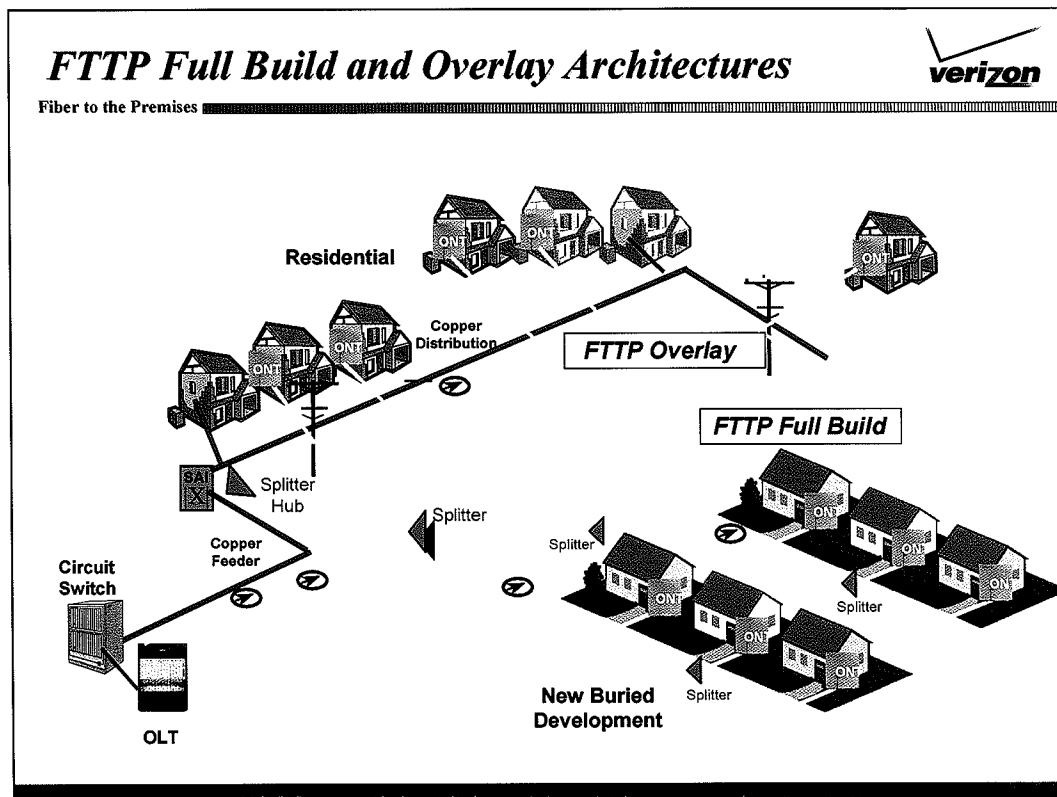 FTTP Full Build and Overlay Architectures
verizon
Fiber to the Premises
Residential
ONT
ONT
ONT
ONT
ONT
Copper
Distribution
FTTP Overlay
FTTP Full Build
SAI
X
Splitter
Hub
Splitter
Copper
Feeder
Circuit
Switch
OLT
Splitter
ONT
ONT
ONT
Splitter
ONT
ONT
ONT
Splitter
New Buried
Development